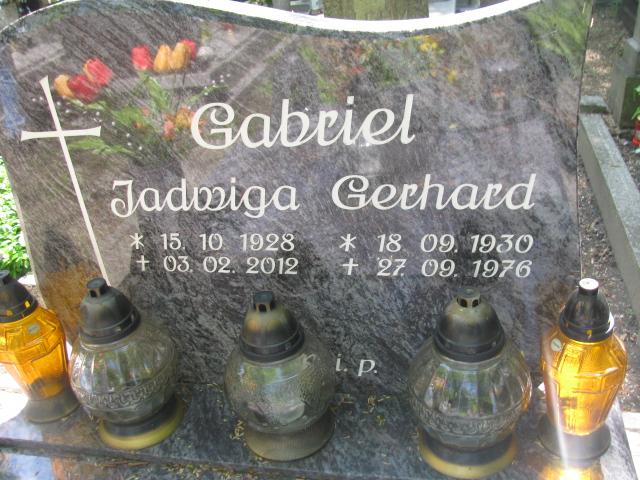 Gabriel
Jadwiga Gerhard
* 15. 10. 1928 * 18. 09. 1930
+ 03. 02. 2012 + 27. 09. 1976
i. p.